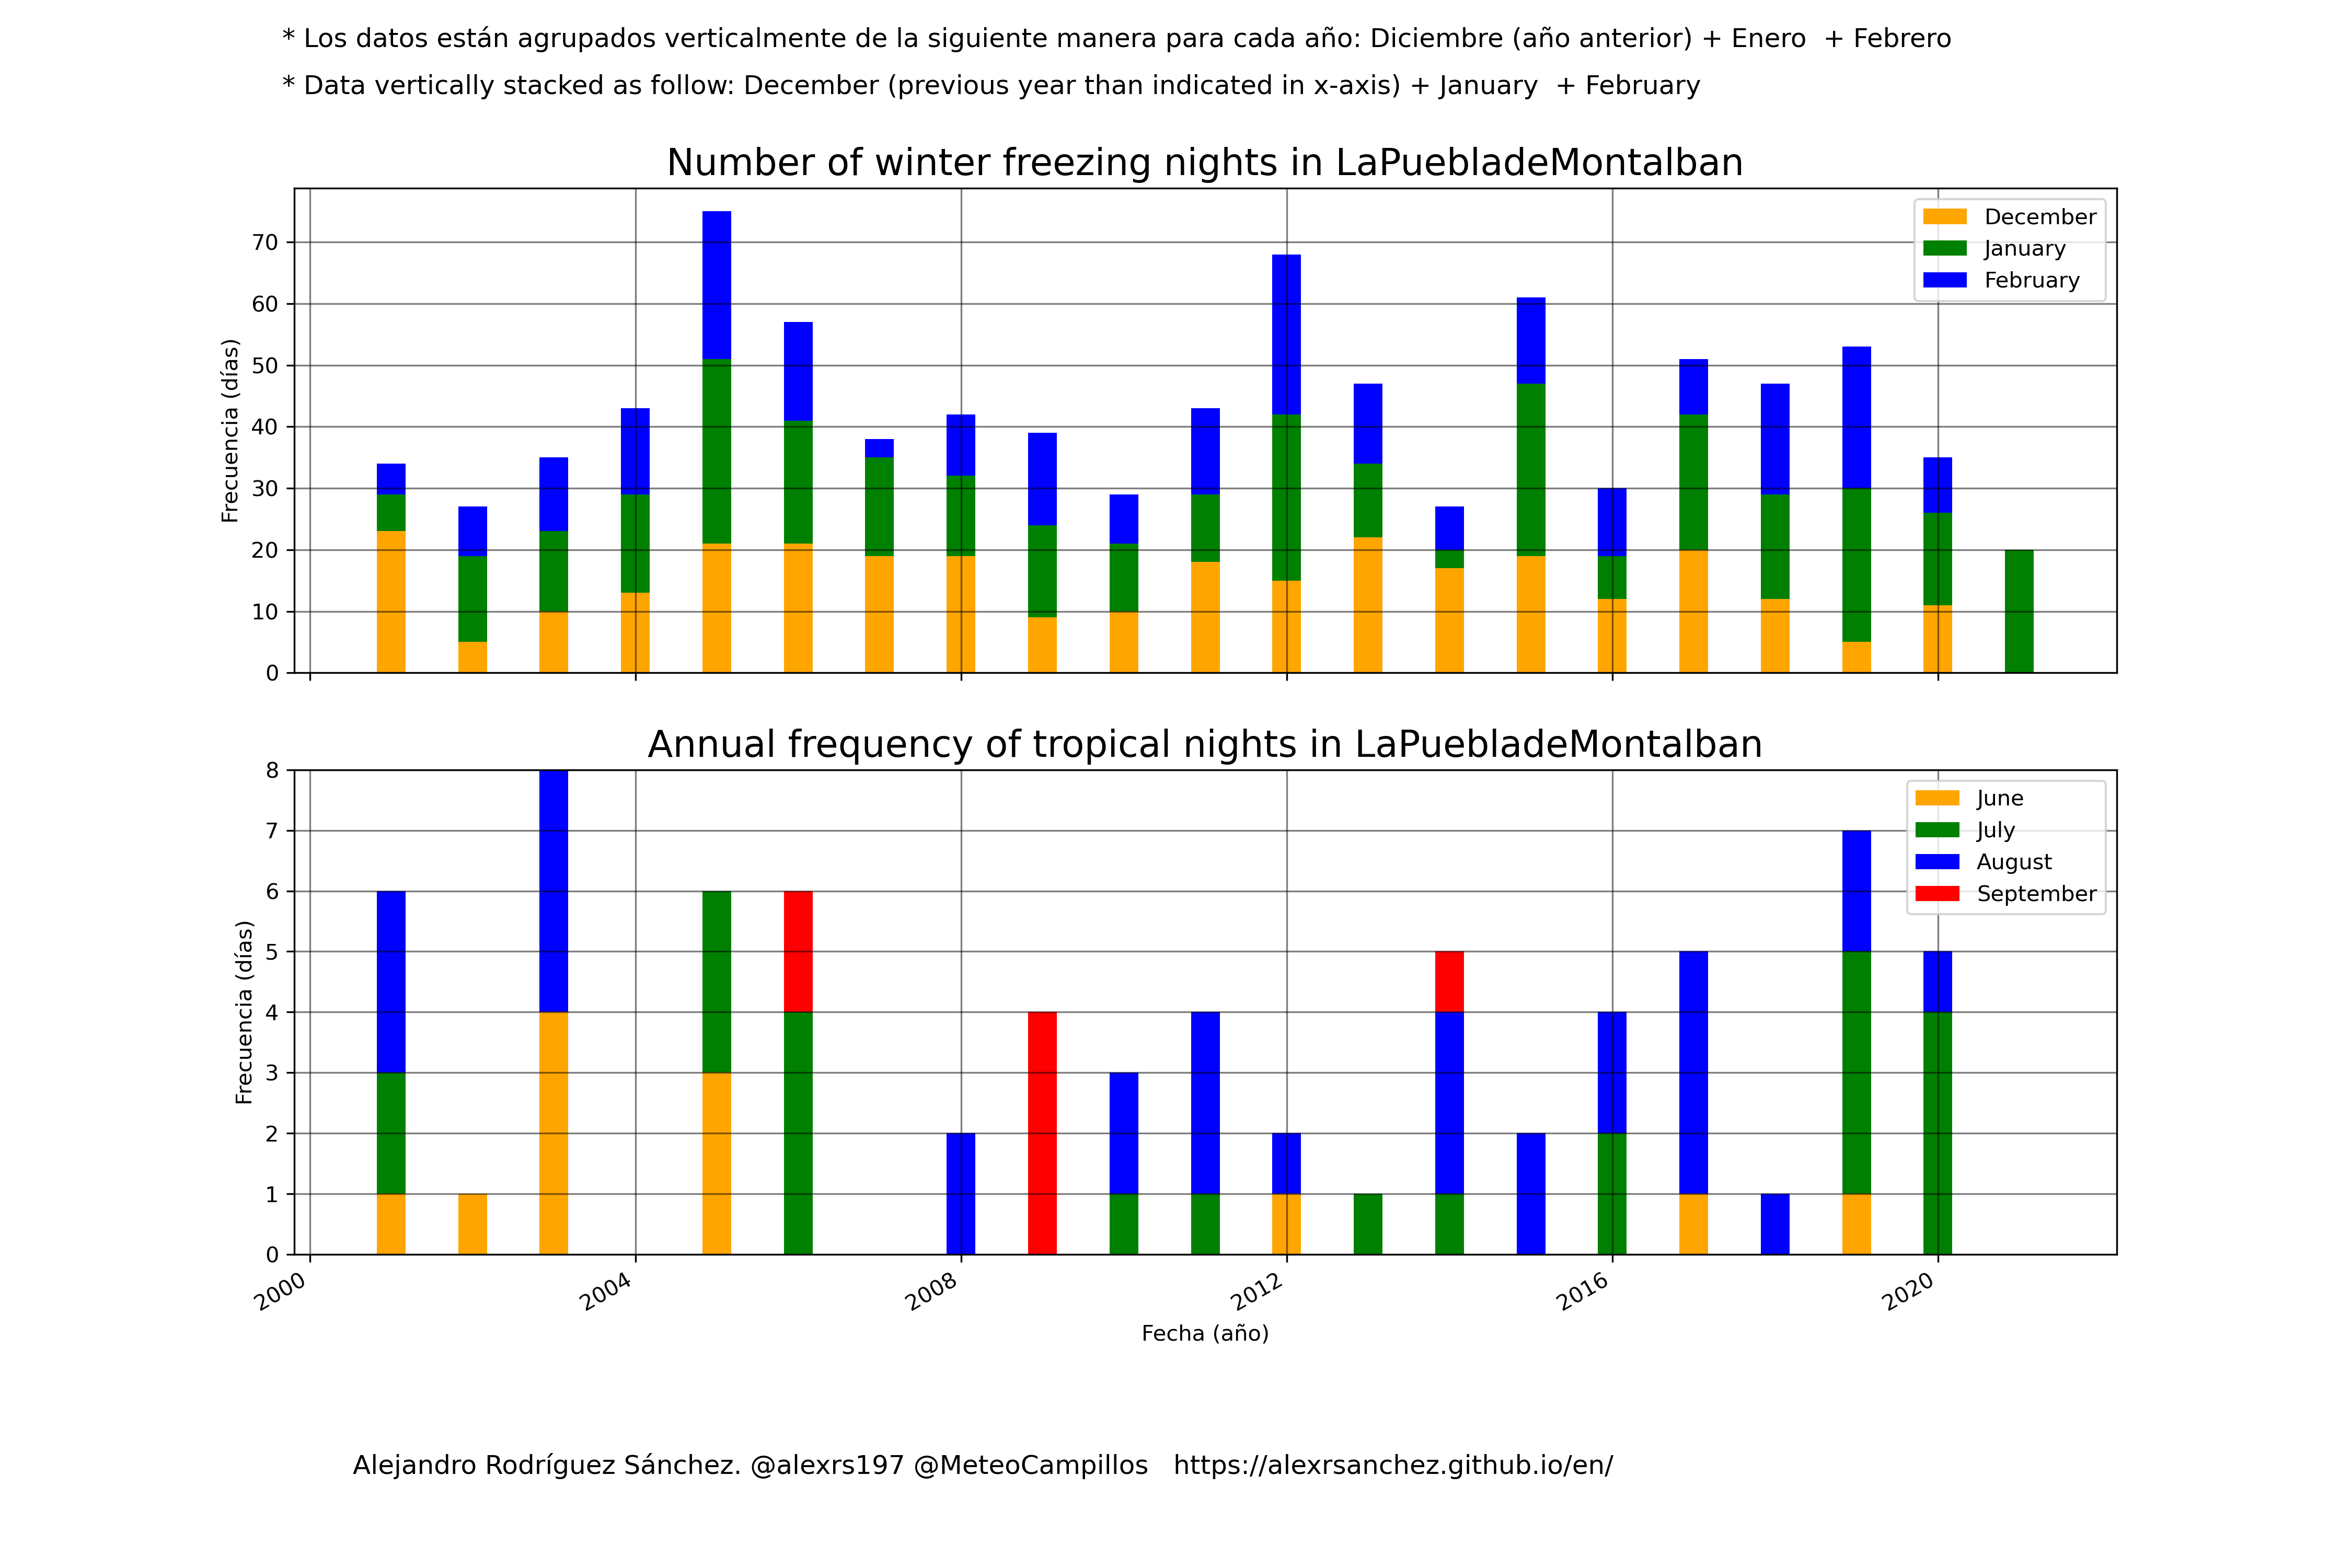 * Los datos están agrupados verticalmente de la siguiente manera para cada año: Diciembre (año anterior) + Enero  + Febrero
* Data vertically stacked as follow: December (previous year than indicated in x-axis) + January  + February
Number of winter freezing nights in LaPuebladeMontalban
Frecuencia (días)
70
60
50
40
30
20
10
0
December
January
February
Annual frequency of tropical nights in LaPuebladeMontalban
Frecuencia (días)
8
7
6
5
4
3
2
1
0
June
July
August
September
2000 2004 2008 2012 2016 2020
Fecha (año)
Alejandro Rodríguez Sánchez. @alexrs197 @MeteoCampillos   https://alexrsanchez.github.io/en/